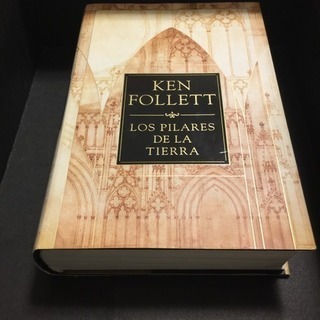 KEN
FOLLETT
LOS PILARES
DE LA
TIERRA